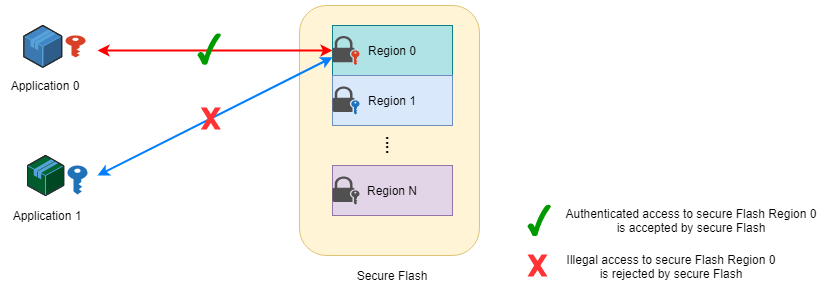 Region 0
Application 0
Region 1
Region N
Application 1
Authenticated access to secure Flash Region 0
is accepted by secure Flash
Illegal access to secure Flash Region 0
is rejected by secure Flash
Secure Flash